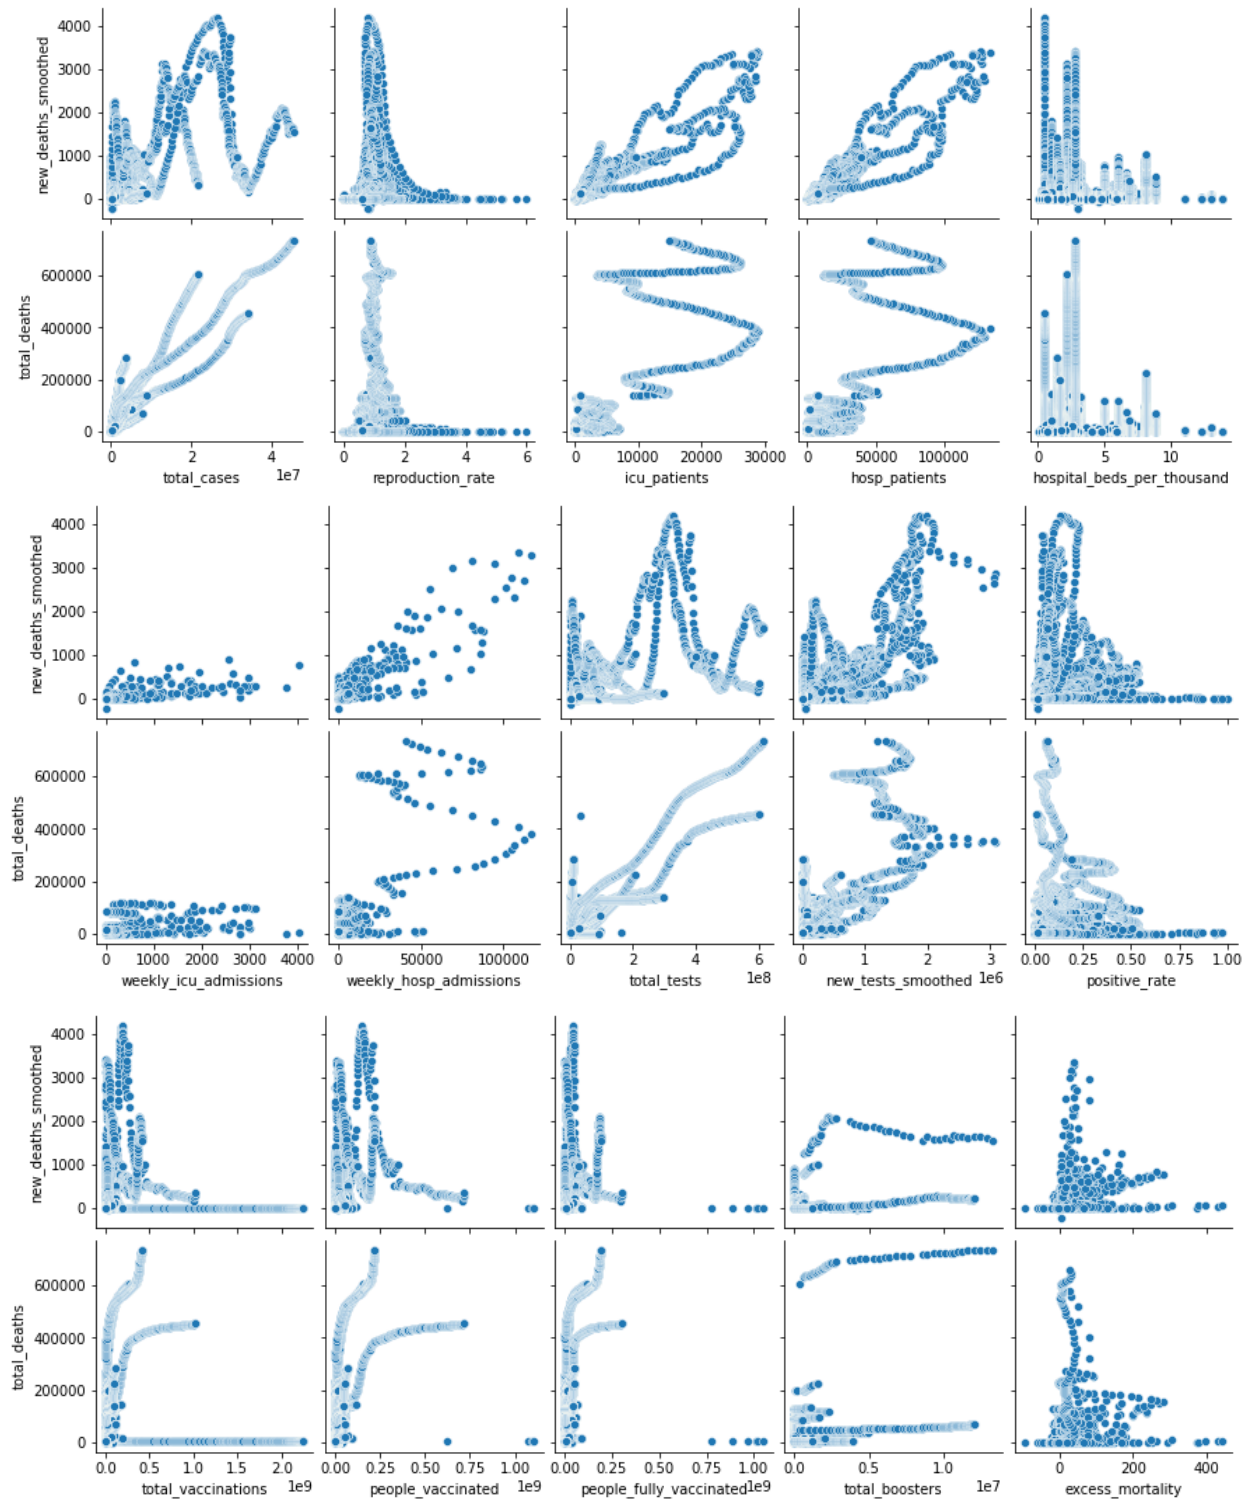 4000
3000
2000
1000
0
new_deaths_smoothed
600000
400000
200000
0
total_deaths
0 2 4
1e7
total_cases
0 2 4 6
reproduction_rate
0 10000 20000 30000
icu_patients
0 50000 100000
hosp_patients
0 5 10
hospital_beds_per_thousand
4000
3000
2000
1000
0
new_deaths_smoothed
600000
400000
200000
0
total_deaths
0 1000 2000 3000 4000
weekly_icu_admissions
0 50000 100000
weekly_hosp_admissions
0 2 4 6
1e8
total_tests
0 1 2 3
1e6
new_tests_smoothed
0.00 0.25 0.50 0.75 1.00
positive_rate
4000
3000
2000
1000
0
new_deaths_smoothed
600000
400000
200000
0
total_deaths
0.0 0.5 1.0 1.5 2.0
1e9
total_vaccinations
0.00 0.25 0.50 0.75 1.00
1e9
people_vaccinated
0.00 0.25 0.50 0.75 1.00
1e9
people_fully_vaccinated
0.0 0.5 1.0
1e7
total_boosters
0 200 400
excess_mortality